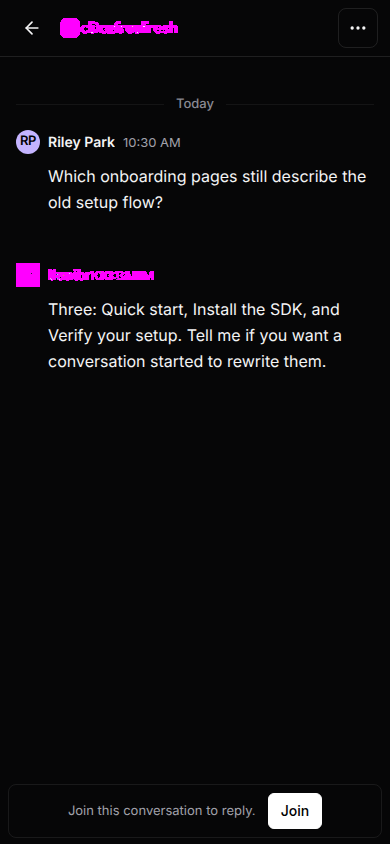 Today
RP Riley Park 10:30 AM
Which onboarding pages still describe the
old setup flow?
Three: Quick start, Install the SDK, and
Verify your setup. Tell me if you want a
conversation started to rewrite them.
Join this conversation to reply. Join